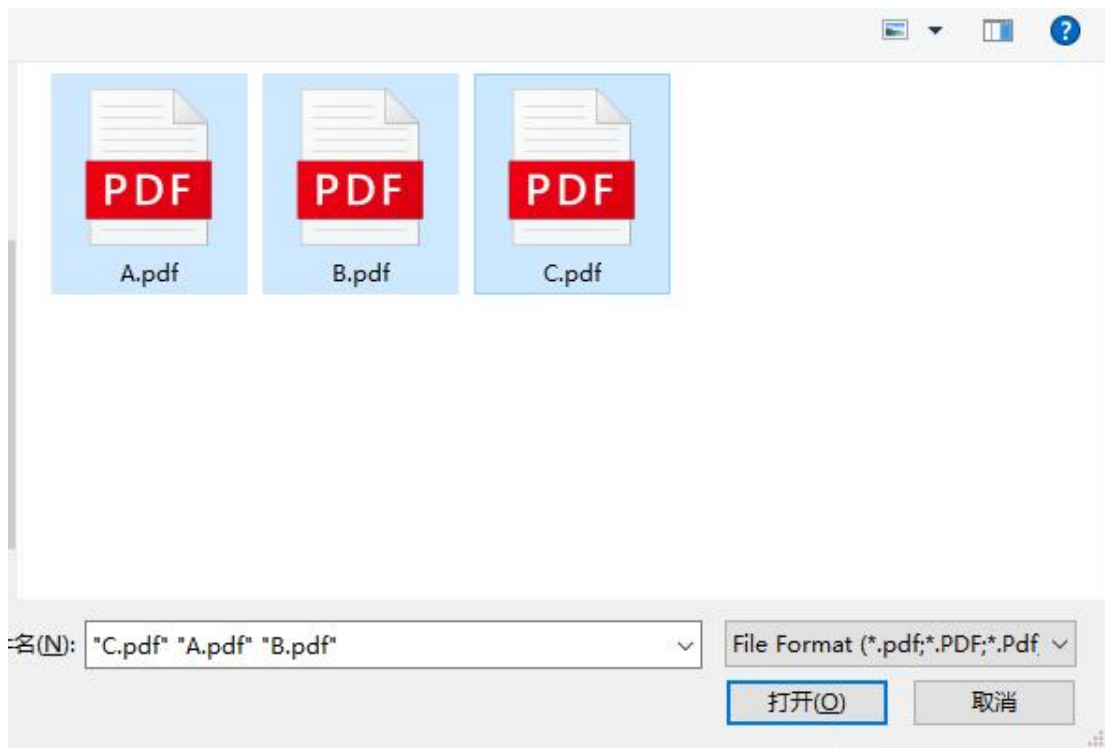 ?
PDF PDF PDF
A.pdf B.pdf C.pdf
名(N): "C.pdf" "A.pdf" "B.pdf" File Format (*.pdf;*.PDF;*.Pdf
打开(O) 取消